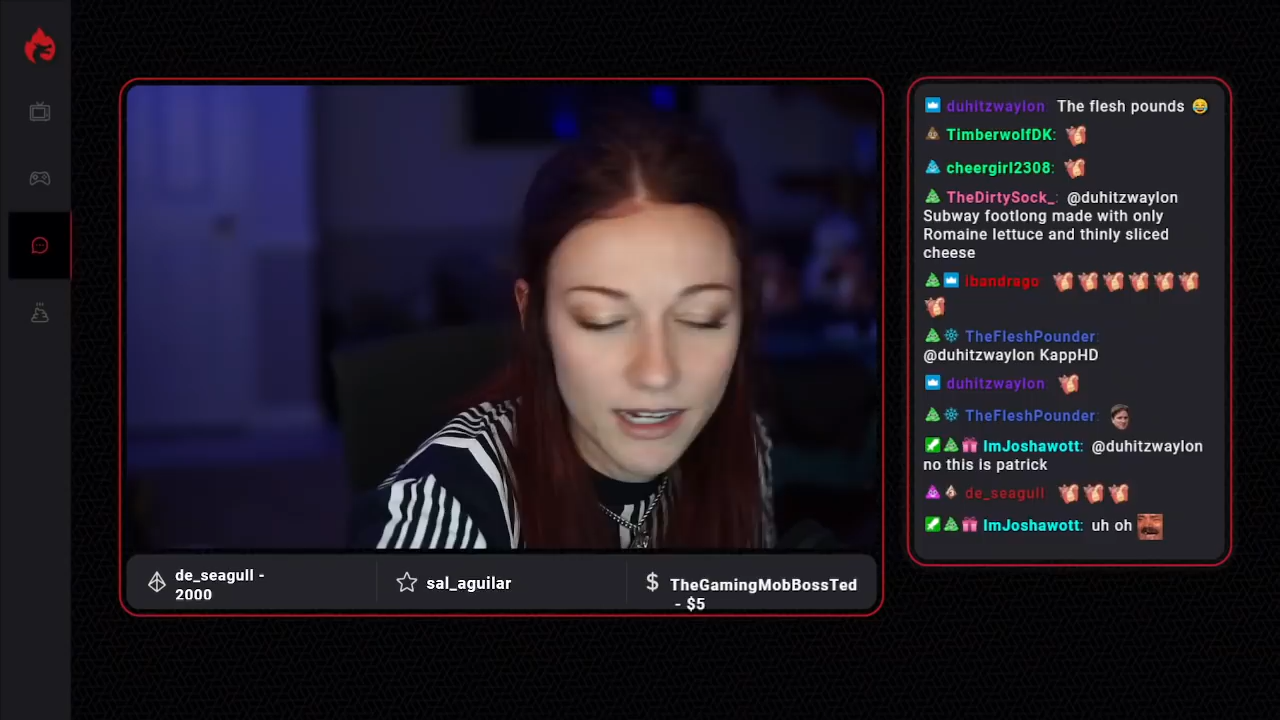 duhitzwaylon: The flesh pounds
TimberwolfDK:
cheergirl2308:
TheDirtySock_: @duhitzwaylon
Subway footlong made with only
Romaine lettuce and thinly sliced
cheese
ibandrago
TheFleshPounder:
@duhitzwaylon KappHD
duhitzwaylon:
TheFleshPounder:
ImJoshawott: @duhitzwaylon
no this is patrick
de_seagull
ImJoshawott: uh oh
de_seagull -
2000
sal_aguilar
$ TheGamingMobBossTed
- $5